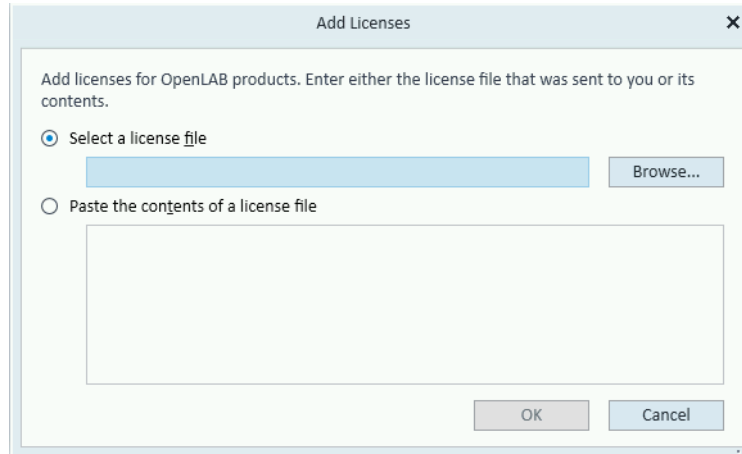 Add Licenses
Add licenses for OpenLAB products. Enter either the license file that was sent to you or its
contents.
Select a license file
Browse...
Paste the contents of a license file
OK
Cancel